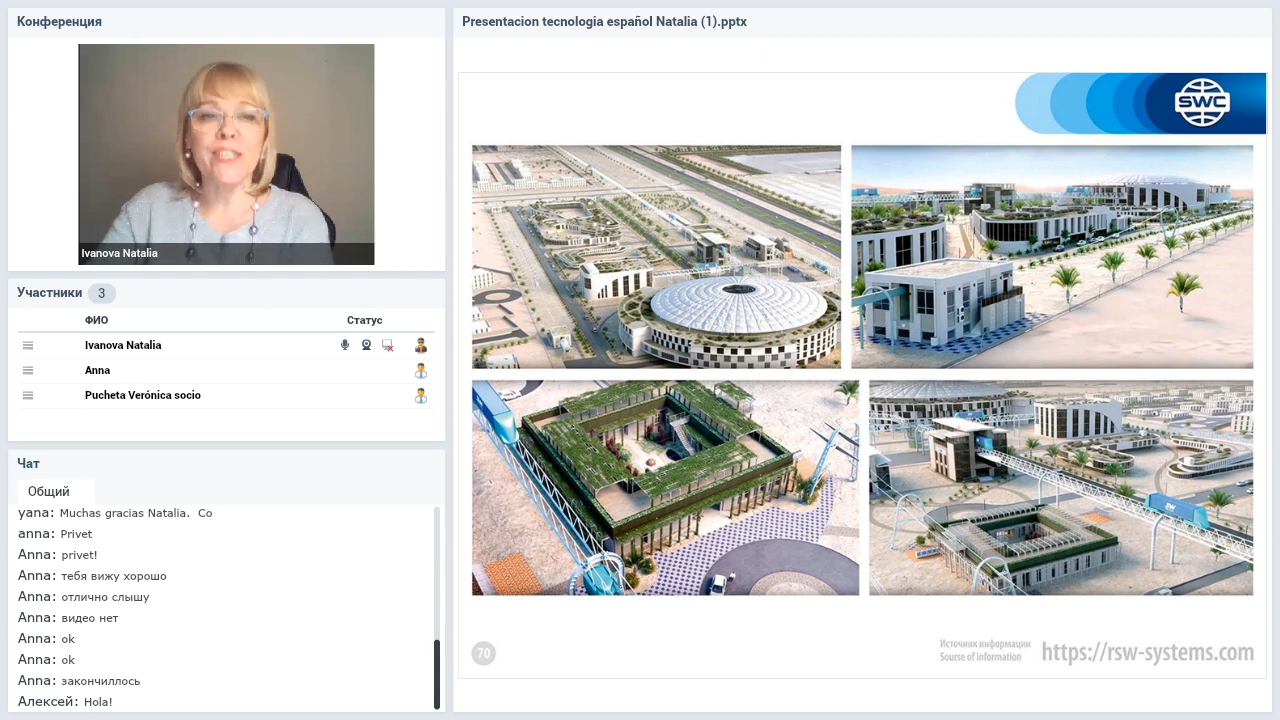 Конференция
Ivanova Natalia
Участники 3
ФИО Статус
Ivanova Natalia
Anna
Pucheta Verónica socio
Чат
Общий
yana: Muchas gracias Natalia. Co
anna: Privet
Anna: privet!
Anna: тебя вижу хорошо
Anna: отлично слышу
Anna: видео нет
Anna: ok
Anna: ok
Anna: закончиллось
Алексей: Hola!
Presentacion tecnologia español Natalia (1).pptx
SWC
70
Источник информации
Sourse of information
https://rsw-systems.com